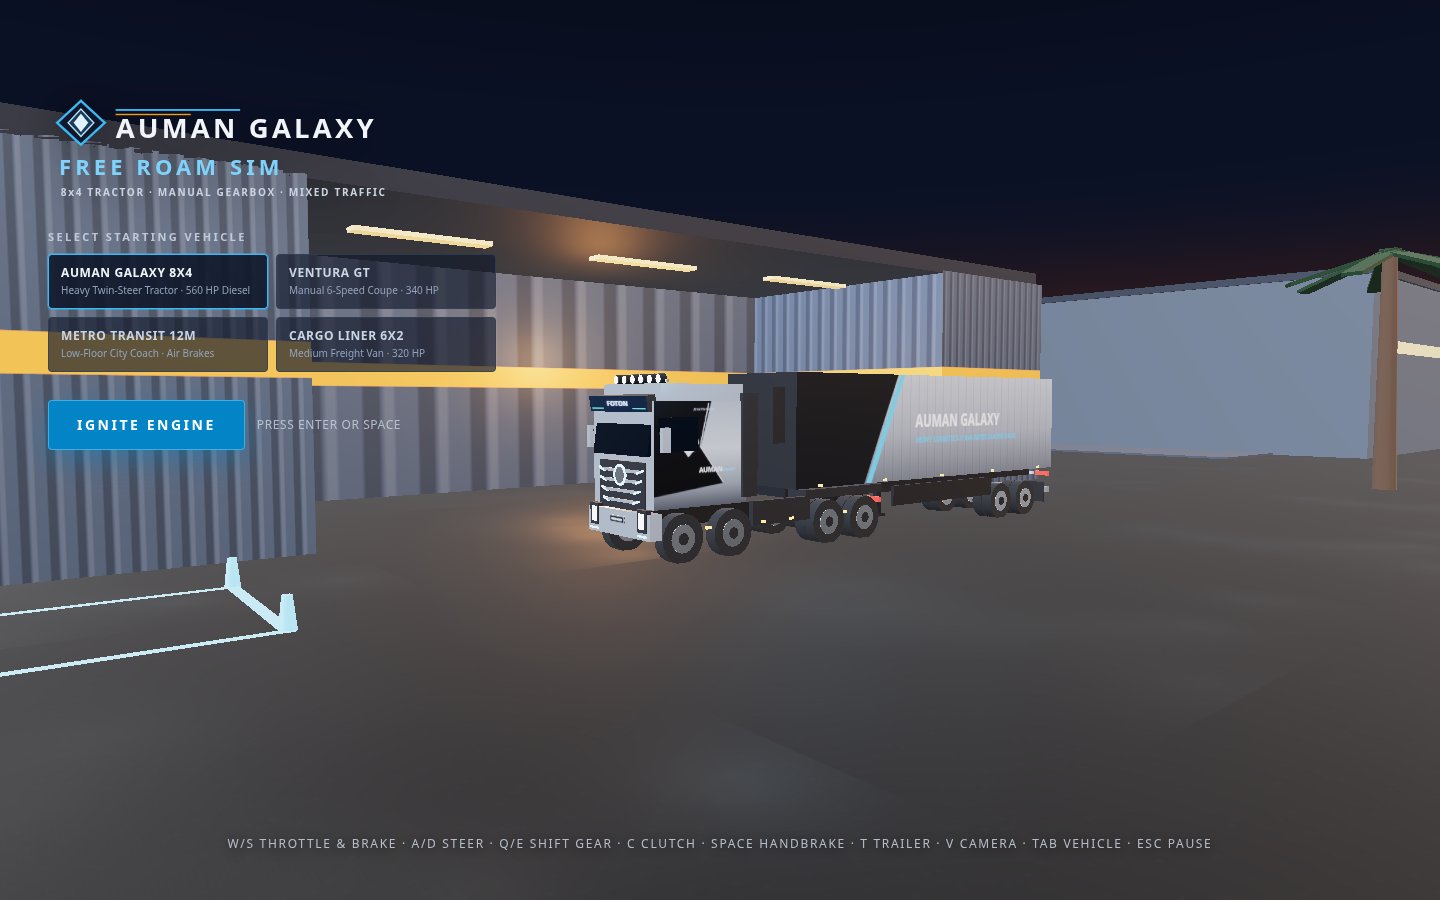 AUMAN GALAXY
FREE ROAM SIM
8x4 TRACTOR · MANUAL GEARBOX · MIXED TRAFFIC
SELECT STARTING VEHICLE
AUMAN GALAXY 8X4
Heavy Twin-Steer Tractor · 560 HP Diesel
VENTURA GT
Manual 6-Speed Coupe · 340 HP
METRO TRANSIT 12M
Low-Floor City Coach · Air Brakes
CARGO LINER 6X2
Medium Freight Van · 320 HP
IGNITE ENGINE
PRESS ENTER OR SPACE
FOTON
AUMAN
AUMAN GALAXY
W/S THROTTLE & BRAKE · A/D STEER · Q/E SHIFT GEAR · C CLUTCH · SPACE HANDBRAKE · T TRAILER · V CAMERA · TAB VEHICLE · ESC PAUSE